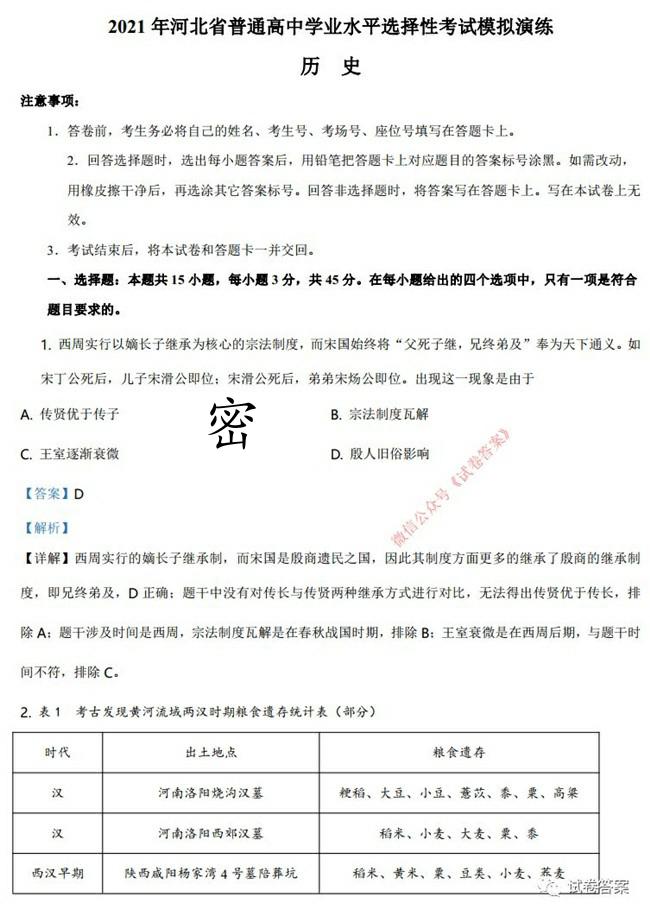 2021 年河北省普通高中学业水平选择性考试模拟演练
历 史
注意事项：
1．答卷前，考生务必将自己的姓名、考生号、考场号、座位号填写在答题卡上。
2．回答选择题时，选出每小题答案后，用铅笔把答题卡上对应题目的答案标号涂黑。如需改动，
用橡皮擦干净后，再选涂其它答案标号。回答非选择题时，将答案写在答题卡上。写在本试卷上无
效。
3．考试结束后，将本试卷和答题卡一并交回。
一、选择题：本题共 15 小题，每小题 3 分，共 45 分。在每小题给出的四个选项中，只有一项是符合
题目要求的。
1. 西周实行以嫡长子继承为核心的宗法制度，而宋国始终将“父死子继，兄终弟及”奉为天下通义。如
宋丁公死后，儿子宋湣公即位；宋湣公死后，弟弟宋炀公即位。出现这一现象是由于
A. 传贤优于传子
B. 宗法制度瓦解
密
C. 王室逐渐衰微
D. 殷人旧俗影响
微信公众号《试卷答案》
【答案】D
【解析】
【详解】西周实行的嫡长子继承制，而宋国是殷商遗民之国，因此其制度方面更多的继承了殷商的继承制
度，即兄终弟及，D 正确；题干中没有对传长与传贤两种继承方式进行对比，无法得出传贤优于传长，排
除 A；题干涉及时间是西周，宗法制度瓦解是在春秋战国时期，排除 B；王室衰微是在西周后期，与题干时
间不符，排除 C。
2. 表 1 考古发现黄河流域两汉时期粮食遗存统计表（部分）
时代 出土地点 粮食遗存
汉 河南洛阳烧沟汉墓 粳稻、大豆、小豆、薏苡、黍、粟、高粱
汉 河南洛阳西郊汉墓 稻米、小麦、大麦、粟、黍
西汉早期 陕西咸阳杨家湾 4 号墓陪葬坑 稻米、黄米、粟、豆类、小麦、荞麦
试卷答案